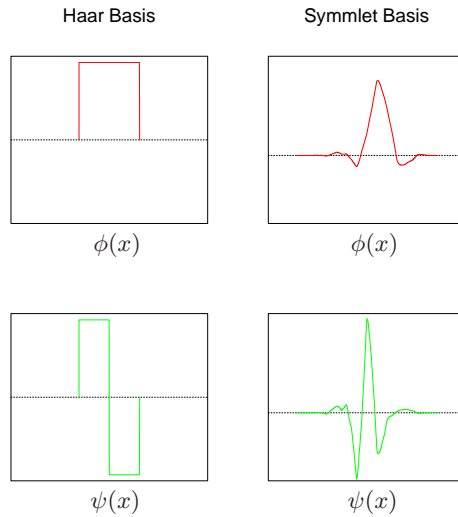 Haar Basis
Symmlet Basis
ϕ(x)
ϕ(x)
ψ(x)
ψ(x)